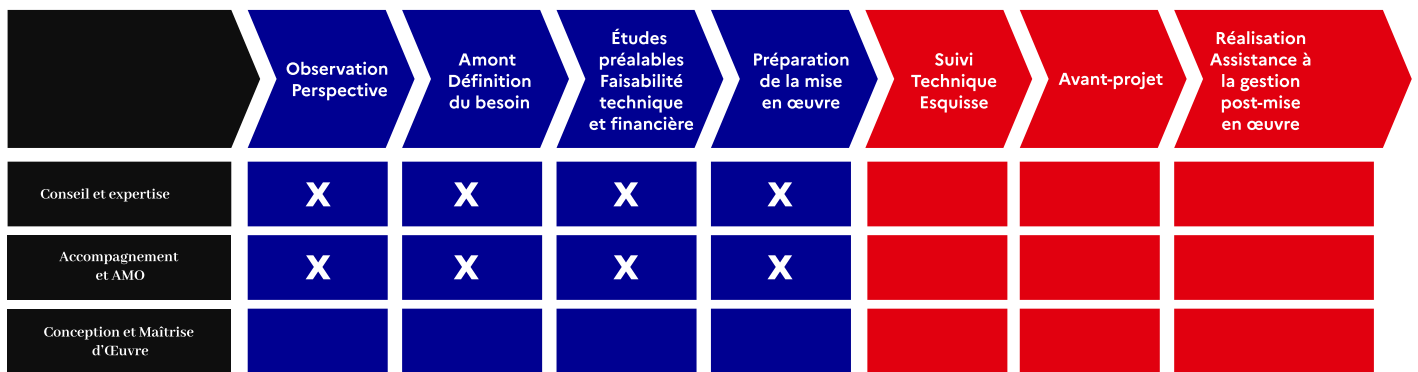 Observation
Perspective
Amont
Définition
du besoin
Études
préalables
Faisabilité
technique
et financière
Préparation
de la mise
en œuvre
Suivi
Technique
Esquisse
Avant-projet
Réalisation
Assistance à
la gestion
post-mise
en œuvre
Conseil et expertise
X X X X
Accompagnement
et AMO
X X X X
Conception et Maîtrise
d’Œuvre